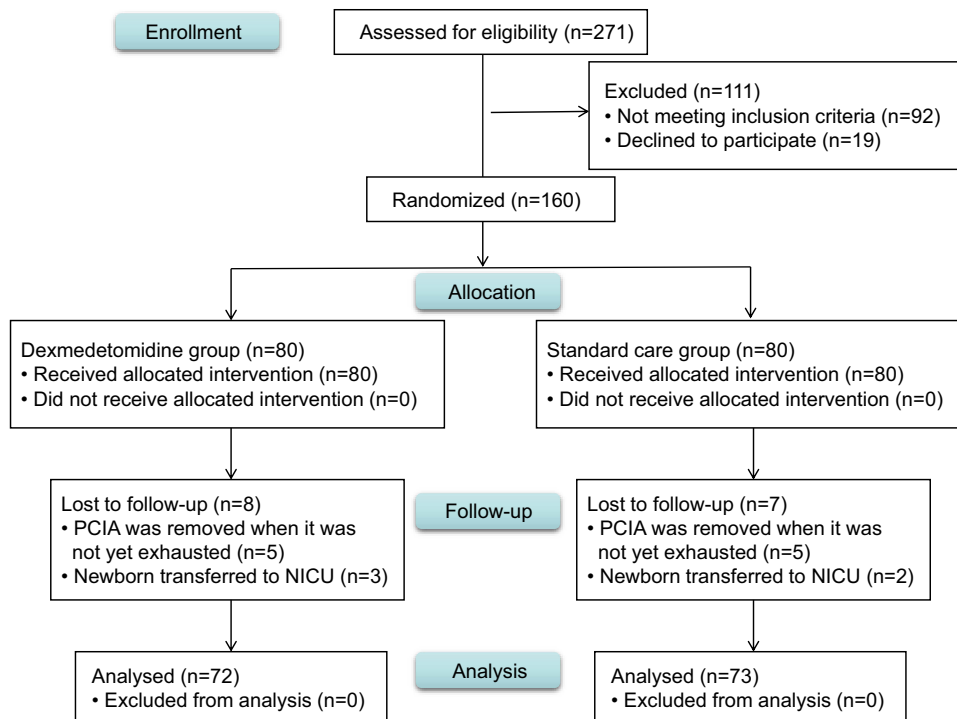 Enrollment
Assessed for eligibility (n=271)
Excluded (n=111)
• Not meeting inclusion criteria (n=92)
• Declined to participate (n=19)
Randomized (n=160)
Allocation
Dexmedetomidine group (n=80)
• Received allocated intervention (n=80)
• Did not receive allocated intervention (n=0)
Standard care group (n=80)
• Received allocated intervention (n=80)
• Did not receive allocated intervention (n=0)
Follow-up
Lost to follow-up (n=8)
• PCIA was removed when it was
not yet exhausted (n=5)
• Newborn transferred to NICU (n=3)
Lost to follow-up (n=7)
• PCIA was removed when it was
not yet exhausted (n=5)
• Newborn transferred to NICU (n=2)
Analysis
Analysed (n=72)
• Excluded from analysis (n=0)
Analysed (n=73)
• Excluded from analysis (n=0)